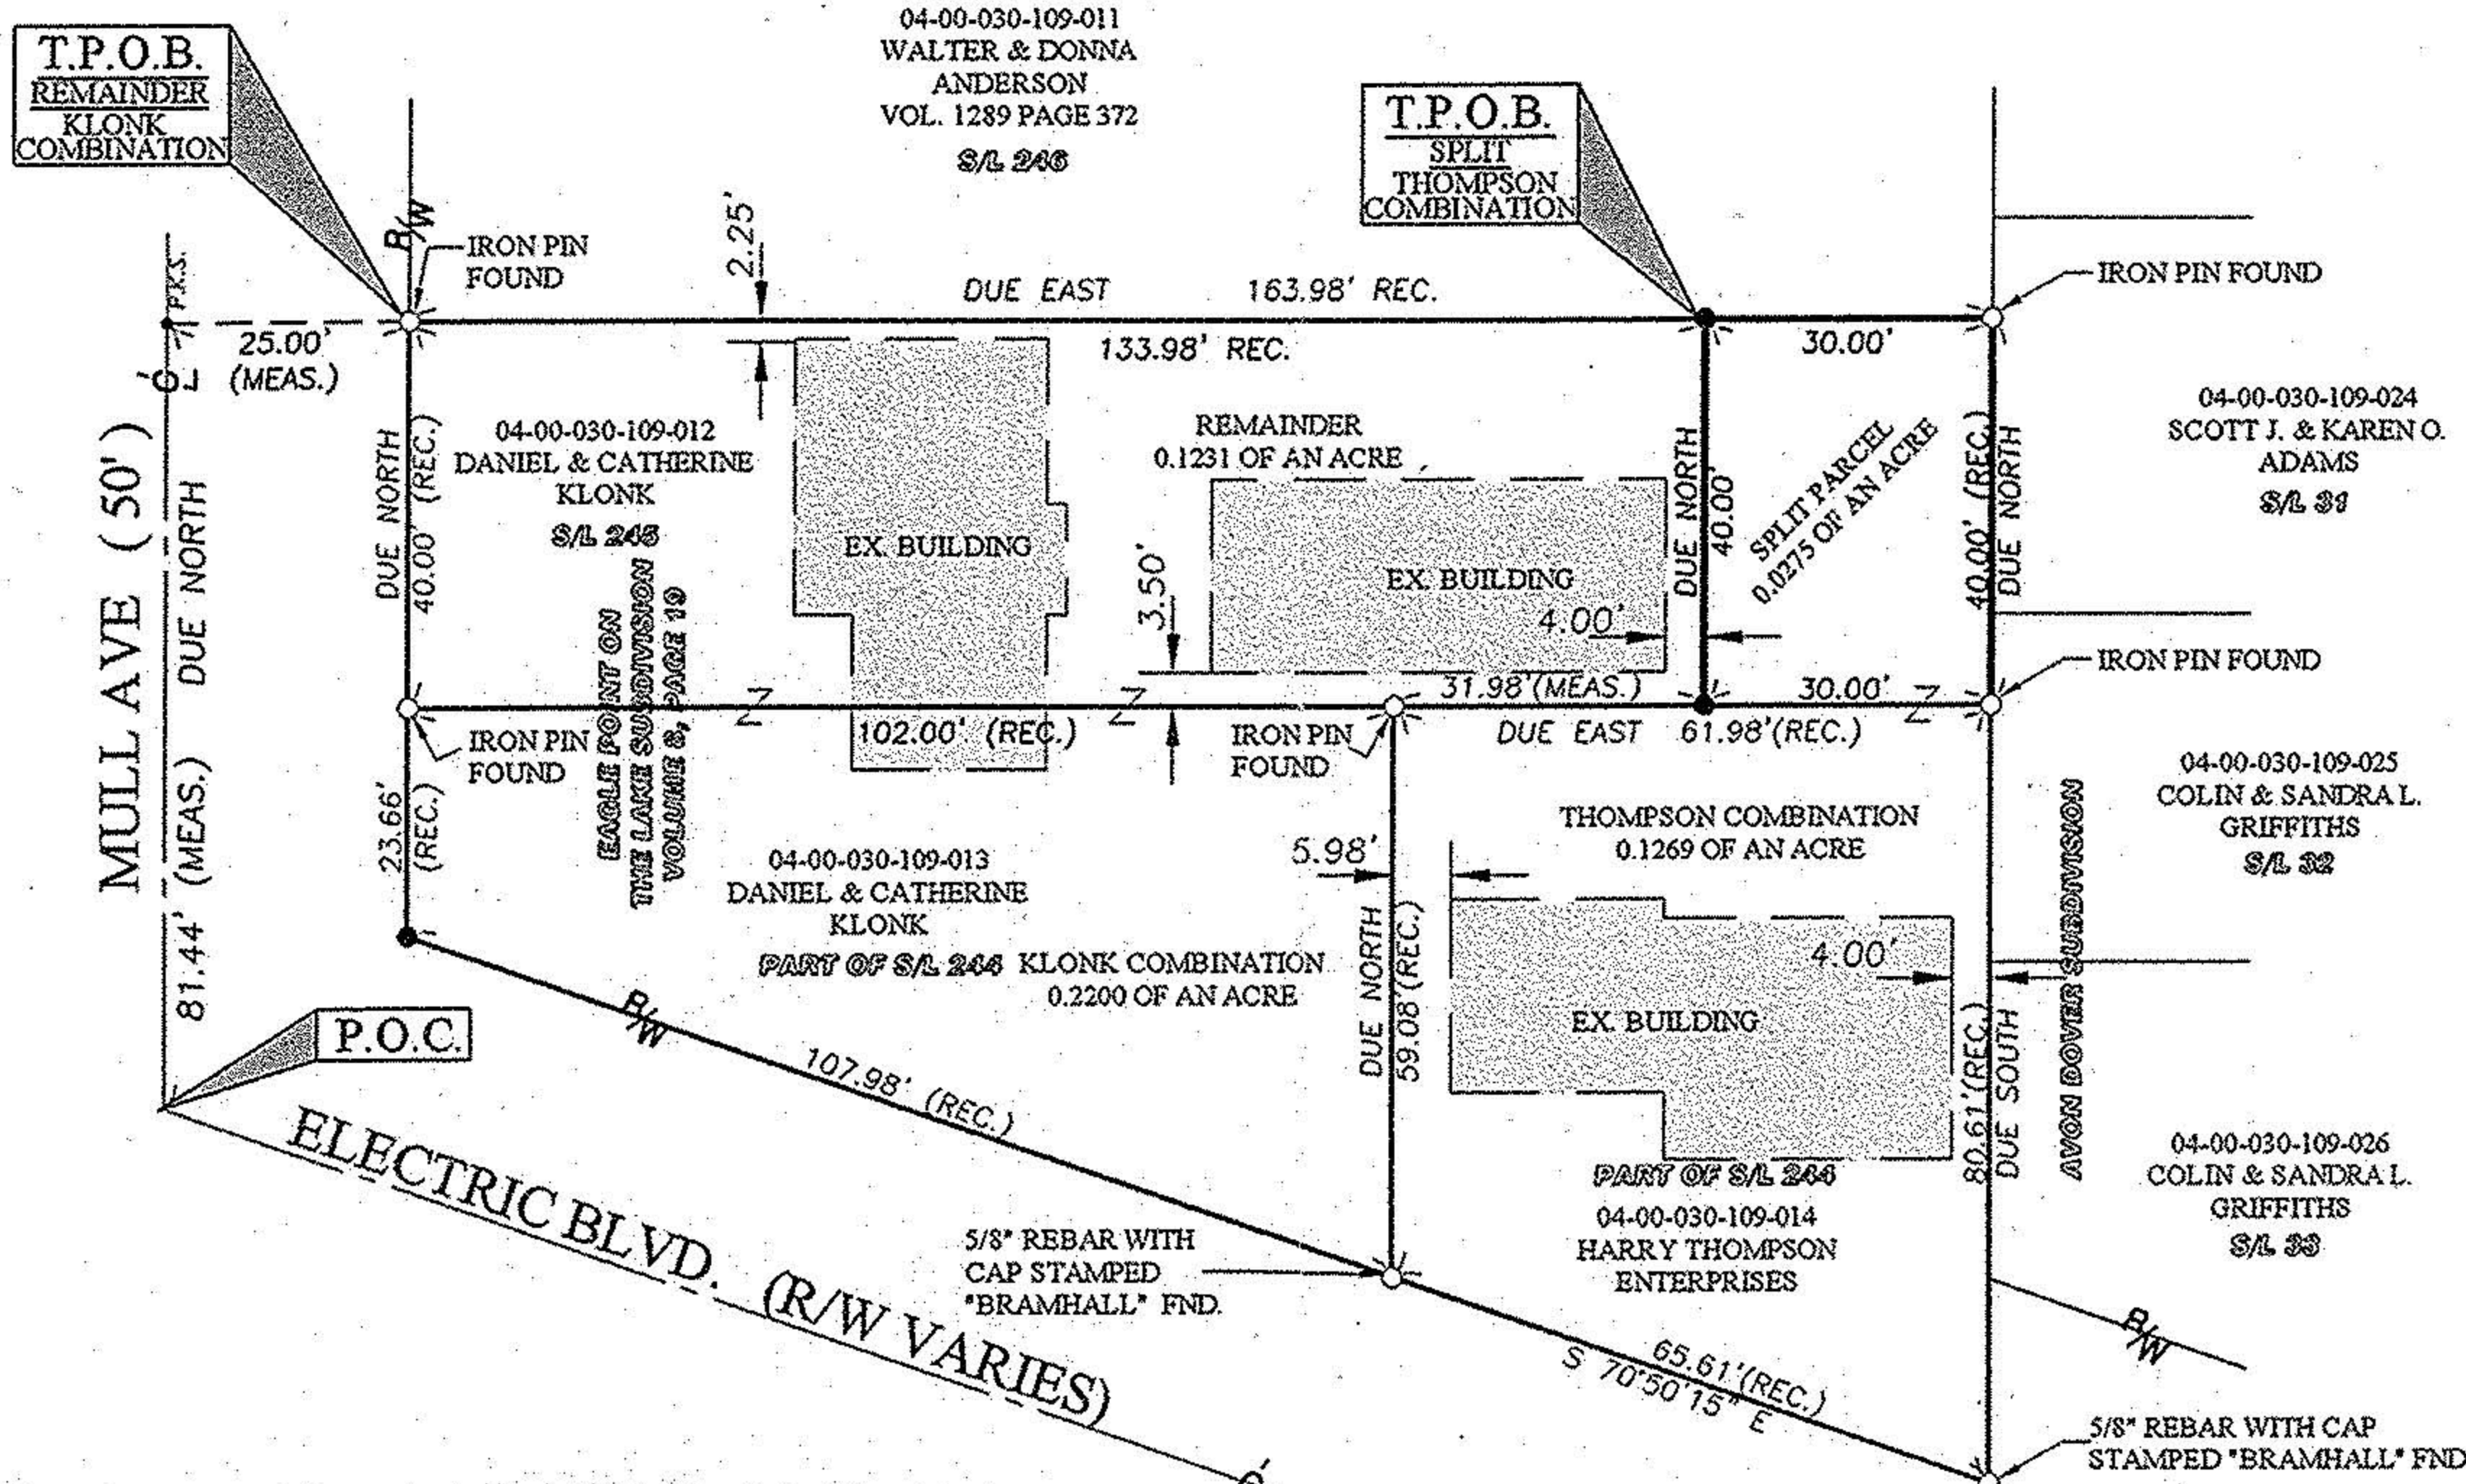 04-00-030-109-011
WALTER & DONNA
ANDERSON
VOL. 1289 PAGE 372
S/L 246
T.P.O.B.
REMAINDER
KLONK
COMBINATION
T.P.O.B.
SPLIT
THOMPSON
COMBINATION
R/W
IRON PIN
FOUND
2.25'
DUE EAST 163.98' REC.
IRON PIN FOUND
P.K.S.
25.00'
(MEAS.)
133.98' REC.
30.00'
MULL AVE (50')
DUE NORTH
81.44' (MEAS.)
DUE NORTH
40.00' (REC.)
04-00-030-109-012
DANIEL & CATHERINE
KLONK
S/L 245
EAGLE POINT ON
THE LAKE SUBDIVISION
VOLUME 8, PAGE 19
EX. BUILDING
REMAINDER
0.1231 OF AN ACRE
EX. BUILDING
4.00'
3.50'
DUE NORTH
40.00'
SPLIT PARCEL
0.0275 OF AN ACRE
40.00' (REC.)
DUE NORTH
04-00-030-109-024
SCOTT J. & KAREN O.
ADAMS
S/L 31
IRON PIN FOUND
31.98'(MEAS.)
30.00'
102.00' (REC.)
DUE EAST 61.98'(REC.)
IRON PIN
FOUND
IRON PIN
FOUND
23.66'
(REC.)
04-00-030-109-013
DANIEL & CATHERINE
KLONK
PART OF S/L 244
KLONK COMBINATION
0.2200 OF AN ACRE
5.98'
DUE NORTH
59.08'(REC.)
THOMPSON COMBINATION
0.1269 OF AN ACRE
4.00'
EX. BUILDING
80.61'(REC.)
DUE SOUTH
AVON DOVER SUBDIVISION
04-00-030-109-025
COLIN & SANDRA L.
GRIFFITHS
S/L 32
P.O.C.
R/W
107.98' (REC.)
ELECTRIC BLVD. (R/W VARIES)
5/8" REBAR WITH
CAP STAMPED
"BRAMHALL" FND.
PART OF S/L 244
04-00-030-109-014
HARRY THOMPSON
ENTERPRISES
04-00-030-109-026
COLIN & SANDRA L.
GRIFFITHS
S/L 33
R/W
65.61'(REC.)
S 70°50'15" E
5/8" REBAR WITH CAP
STAMPED "BRAMHALL" FND